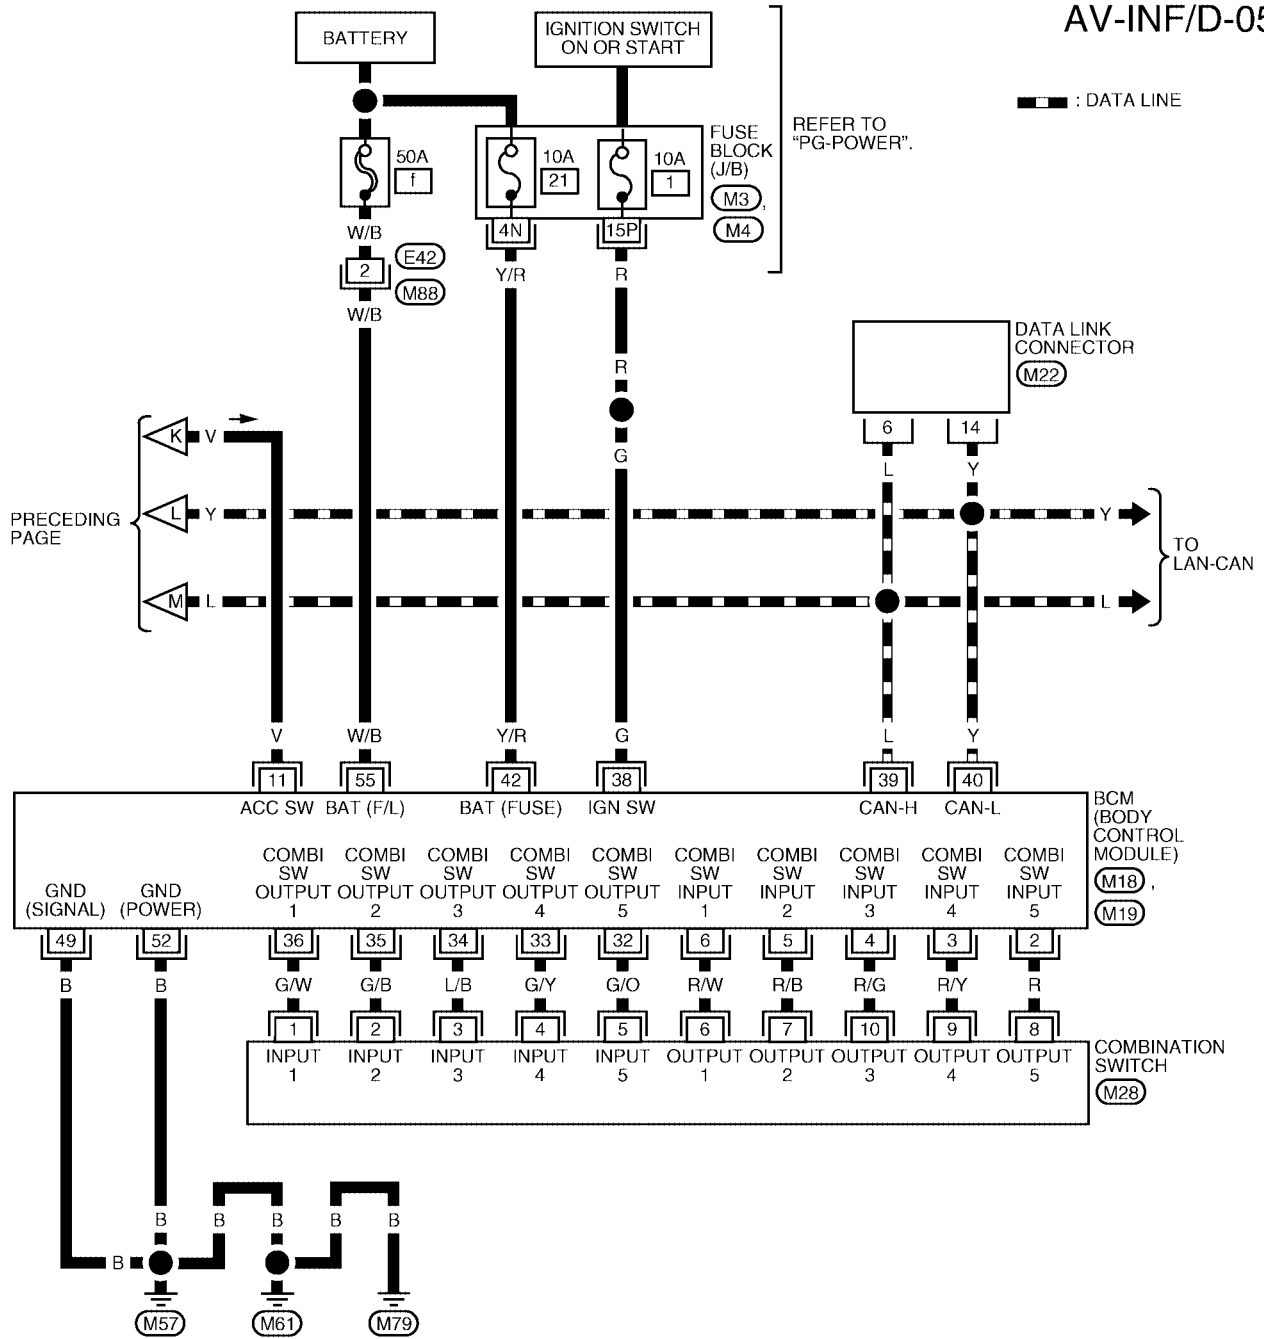 AV-INF/D-05
BATTERY
IGNITION SWITCH
ON OR START
: DATA LINE
REFER TO
"PG-POWER".
FUSE
BLOCK
(J/B)
M3 ,
M4
50A
f
10A
21
10A
1
W/B
4N
15P
2
E42
M88
Y/R
R
W/B
DATA LINK
CONNECTOR
M22
R
6
14
K V
G
L
Y
PRECEDING
PAGE
L Y
Y
TO
LAN-CAN
M L
L
V
W/B
Y/R
G
L
Y
11
55
42
38
39
40
ACC SW
BAT (F/L)
BAT (FUSE)
IGN SW
CAN-H
CAN-L
BCM
(BODY
CONTROL
MODULE)
M18 ,
M19
GND
(SIGNAL)
GND
(POWER)
COMBI
SW
OUTPUT
1
COMBI
SW
OUTPUT
2
COMBI
SW
OUTPUT
3
COMBI
SW
OUTPUT
4
COMBI
SW
OUTPUT
5
COMBI
SW
INPUT
1
COMBI
SW
INPUT
2
COMBI
SW
INPUT
3
COMBI
SW
INPUT
4
COMBI
SW
INPUT
5
49
52
36
35
34
33
32
6
5
4
3
2
B
B
G/W
G/B
L/B
G/Y
G/O
R/W
R/B
R/G
R/Y
R
1
2
3
4
5
6
7
10
9
8
INPUT
1
INPUT
2
INPUT
3
INPUT
4
INPUT
5
OUTPUT
1
OUTPUT
2
OUTPUT
3
OUTPUT
4
OUTPUT
5
COMBINATION
SWITCH
M28
B
B
B
B
B
B
M57
M61
M79